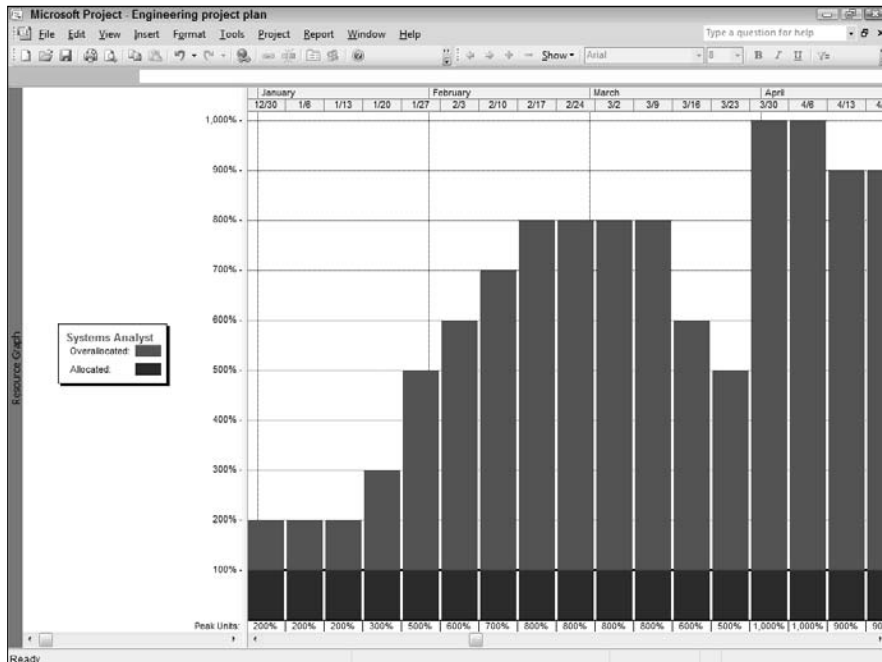 Microsoft Project - Engineering project plan
File Edit View Insert Format Tools Project Report Window Help Type a question for help
Show Arial 8 B I U
January February March April
12/30 1/6 1/13 1/20 1/27 2/3 2/10 2/17 2/24 3/2 3/9 3/16 3/23 3/30 4/6 4/13
1,000%
900%
800%
700%
600%
500%
400%
300%
200%
100%
Resource Graph
Systems Analyst
Overallocated:
Allocated:
Peak Units: 200% 200% 200% 300% 500% 600% 700% 800% 800% 800% 800% 600% 500% 1,000% 1,000% 900%
Ready